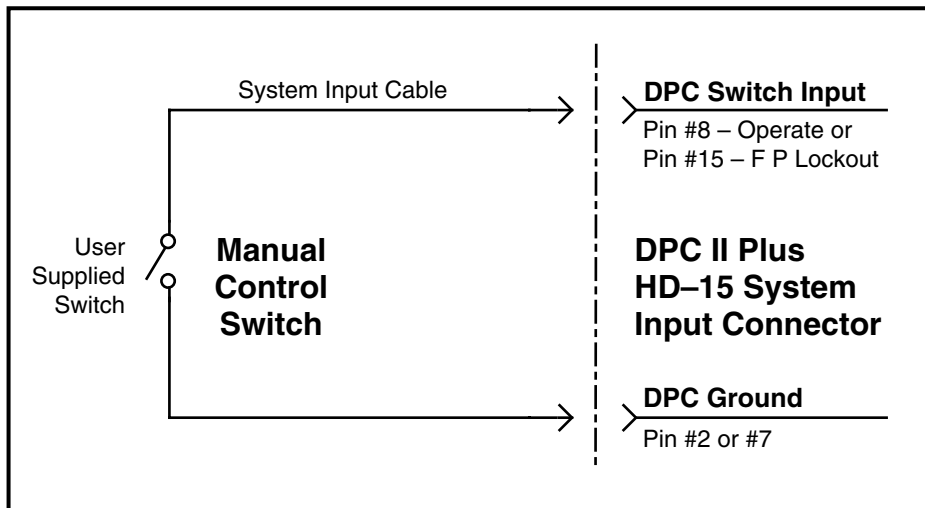 System Input Cable
DPC Switch Input
Pin #8 – Operate or
Pin #15 – F P Lockout
User
Supplied
Switch
Manual
Control
Switch
DPC II Plus
HD–15 System
Input Connector
DPC Ground
Pin #2 or #7